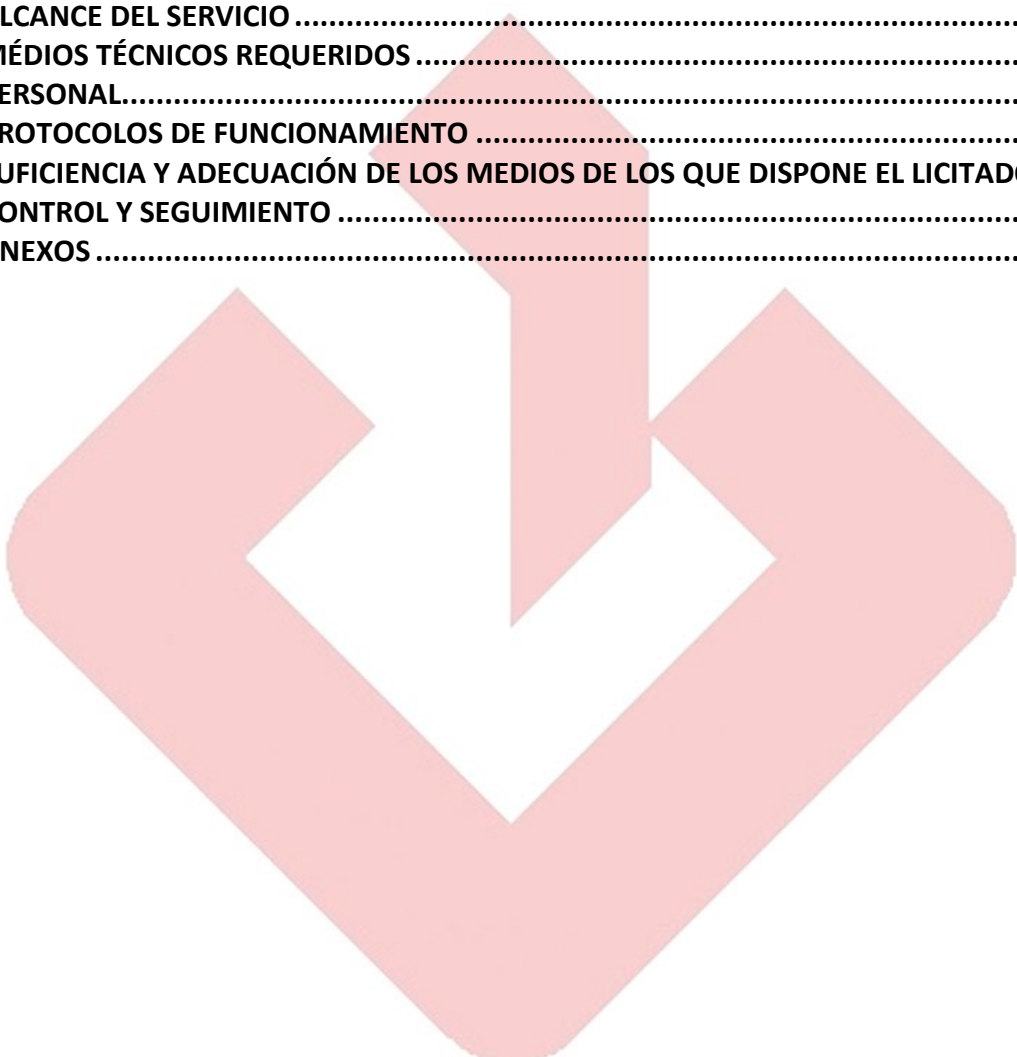 LCANCE DEL SERVICIO ........................................................................................
MÉDIOS TÉCNICOS REQUERIDOS ........................................................................
ERSONAL................................................................................................................
ROTOCOLOS DE FUNCIONAMIENTO .................................................................
UFICIENCIA Y ADECUACIÓN DE LOS MEDIOS DE LOS QUE DISPONE EL LICITADO
ONTROL Y SEGUIMIENTO ..................................................................................
NEXOS ...................................................................................................................